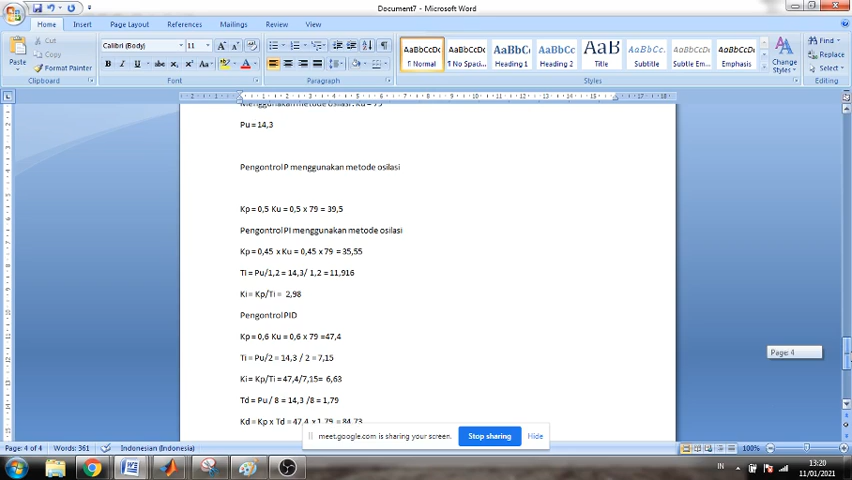 Document7 - Microsoft Word
Home Insert Page Layout References Mailings Review View
Cut
Copy
Format Painter
Paste
Clipboard
Calibri (Body) 11
Font
Paragraph
AaBbCcDc AaBbCcDc AaBbC AaBbCc AaB AaBbCc. AaBbCcDc AaBbCcDc
¶ Normal ¶ No Spaci... Heading 1 Heading 2 Title Subtitle Subtle Em... Emphasis
Change Styles
Styles
Find
Replace
Select
Editing
Menggunakan metode osilasi : Ku = 79
Pu = 14,3
Pengontrol P menggunakan metode osilasi
Kp = 0,5 Ku = 0,5 x 79 = 39,5
Pengontrol PI menggunakan metode osilasi
Kp = 0,45 x Ku = 0,45 x 79 = 35,55
Ti = Pu/1,2 = 14,3/ 1,2 = 11,916
Ki = Kp/Ti = 2,98
Pengontrol PID
Kp = 0,6 Ku = 0,6 x 79 =47,4
Ti = Pu/2 = 14,3 / 2 = 7,15
Ki = Kp/Ti = 47,4/7,15= 6,63
Td = Pu / 8 = 14,3 /8 = 1,79
Kd = Kp x Td = 47,4 x 1,79 = 84,73
Page: 4
meet.google.com is sharing your screen. Stop sharing Hide
Page: 4 of 4 Words: 361 Indonesian (Indonesia) 100%
IN 13:20
11/01/2021